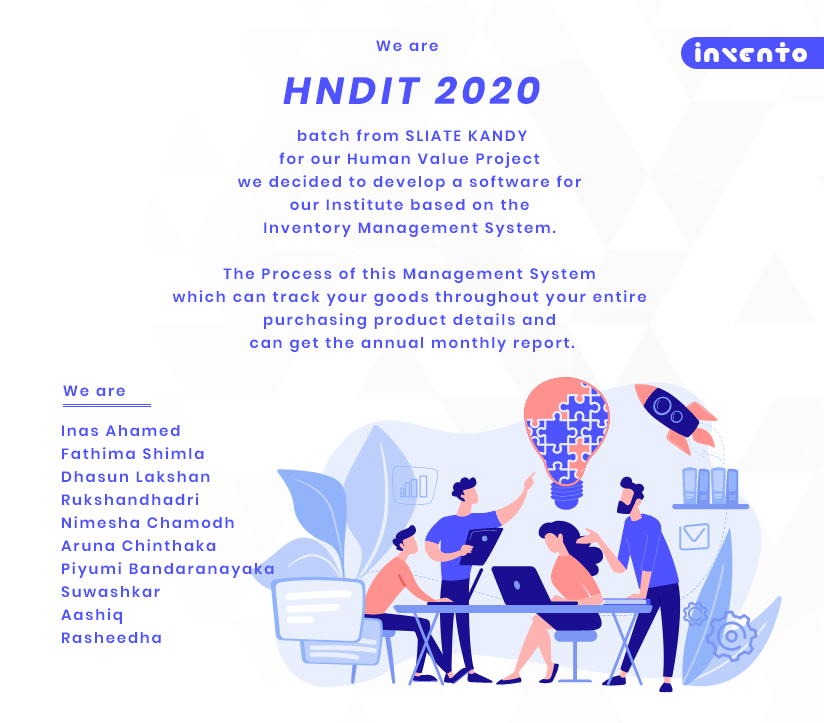 We are
invento
HNDIT 2020
batch from SLIATE KANDY
for our Human Value Project
we decided to develop a software for
our Institute based on the
Inventory Management System.
The Process of this Management System
which can track your goods throughout your entire
purchasing product details and
can get the annual monthly report.
We are
Inas Ahamed
Fathima Shimla
Dhasun Lakshan
Rukshandhadri
Nimesha Chamodh
Aruna Chinthaka
Piyumi Bandaranayaka
Suwashkar
Aashiq
Rasheedha